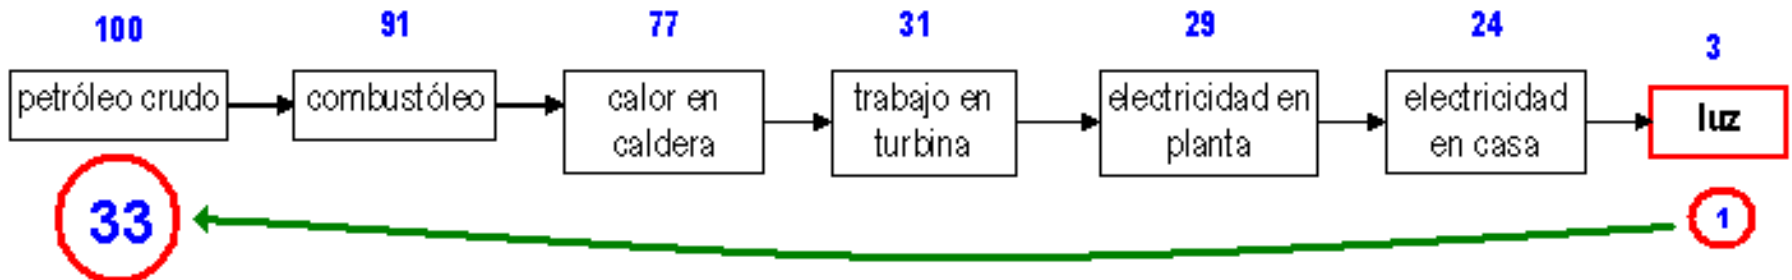 100 91 77 31 29 24 3
petróleo crudo
combustóleo
calor en
caldera
trabajo en
turbina
electricidad en
planta
electricidad
en casa
luz
33
1